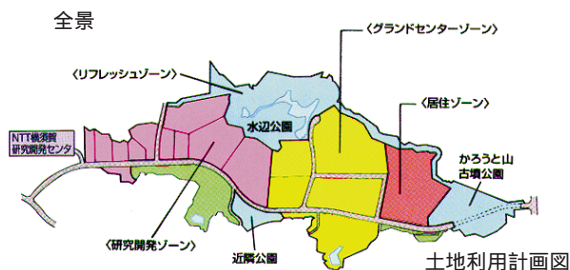 全景
〈グランドセンターゾーン〉
〈リフレッシュゾーン〉
〈居住ゾーン〉
水辺公園
NTT横須賀
研究開発センタ
かろうと山
古墳公園
〈研究開発ゾーン〉
近隣公園
土地利用計画図